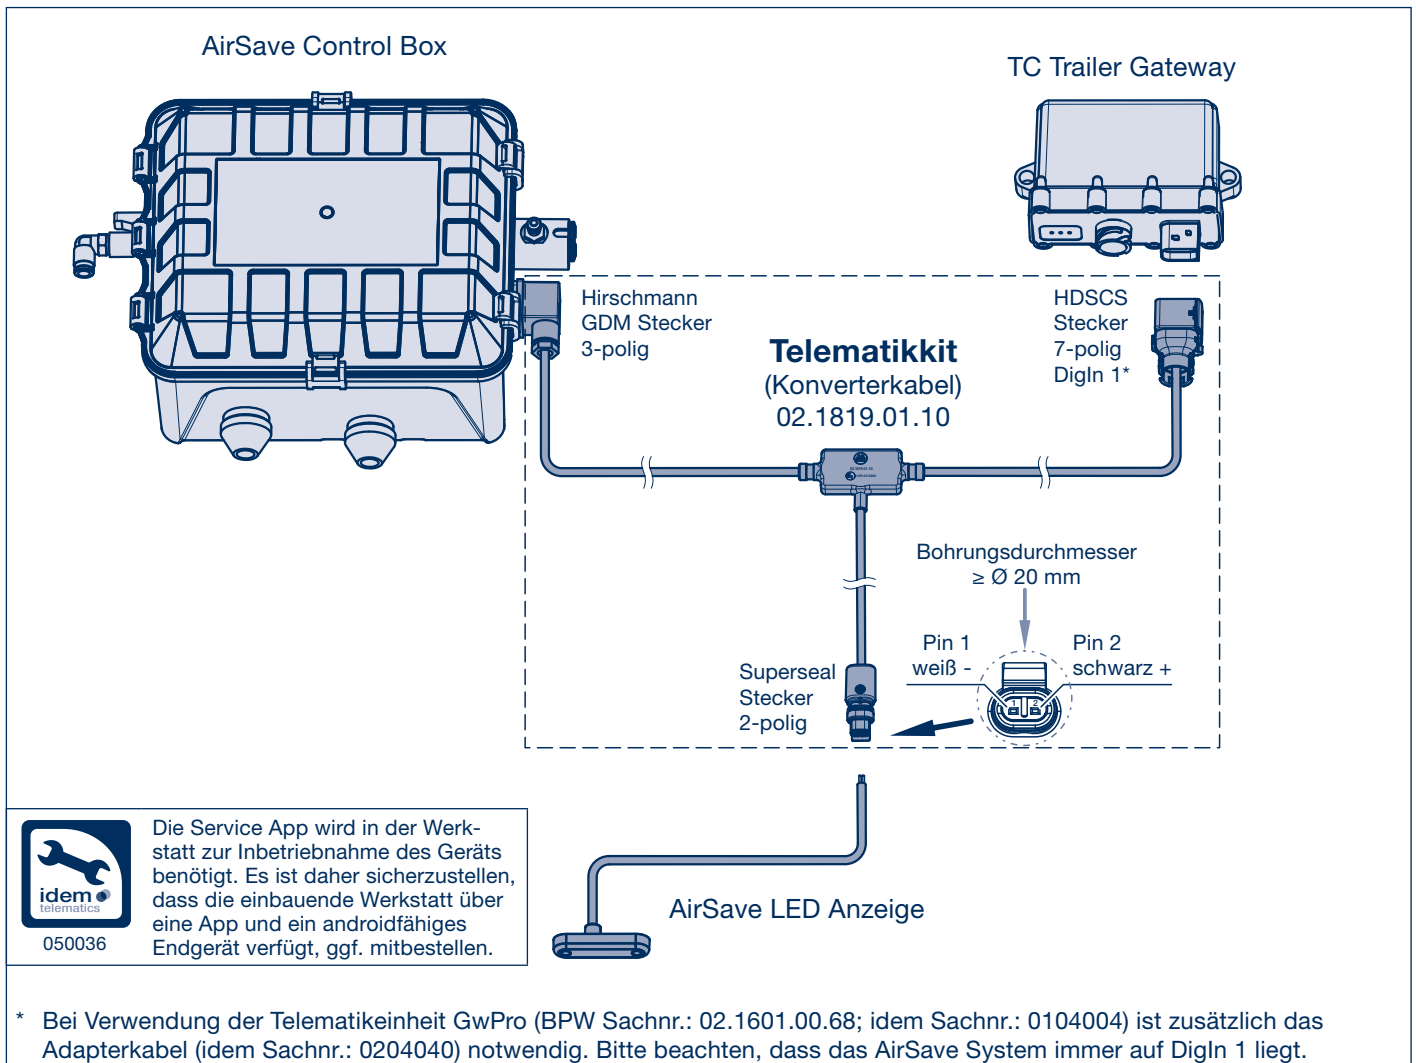 AirSave Control Box
TC Trailer Gateway
Hirschmann
GDM Stecker
3-polig
Telematikkit
(Konverterkabel)
02.1819.01.10
HDSCS
Stecker
7-polig
DigIn 1*
Bohrungsdurchmesser
≥ Ø 20 mm
Pin 1
weiß -
Pin 2
schwarz +
1 2
Superseal
Stecker
2-polig
AirSave LED Anzeige
idem
telematics
050036
Die Service App wird in der Werk-
statt zur Inbetriebnahme des Geräts
benötigt. Es ist daher sicherzustellen,
dass die einbauende Werkstatt über
eine App und ein androidfähiges
Endgerät verfügt, ggf. mitbestellen.
* Bei Verwendung der Telematikeinheit GwPro (BPW Sachnr.: 02.1601.00.68; idem Sachnr.: 0104004) ist zusätzlich das
Adapterkabel (idem Sachnr.: 0204040) notwendig. Bitte beachten, dass das AirSave System immer auf DigIn 1 liegt.